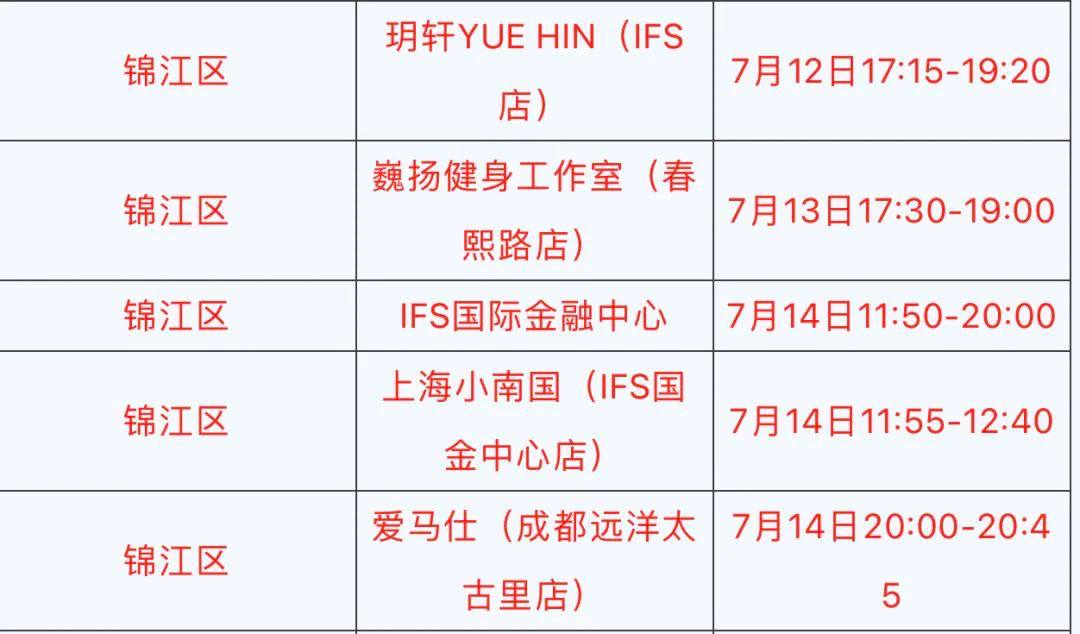 锦江区
玥轩YUE HIN（IFS
店）
7月12日17:15-19:20
锦江区
巍扬健身工作室（春
熙路店）
7月13日17:30-19:00
锦江区
IFS国际金融中心
7月14日11:50-20:00
锦江区
上海小南国（IFS国
金中心店）
7月14日11:55-12:40
锦江区
爱马仕（成都远洋太
古里店）
7月14日20:00-20:4
5